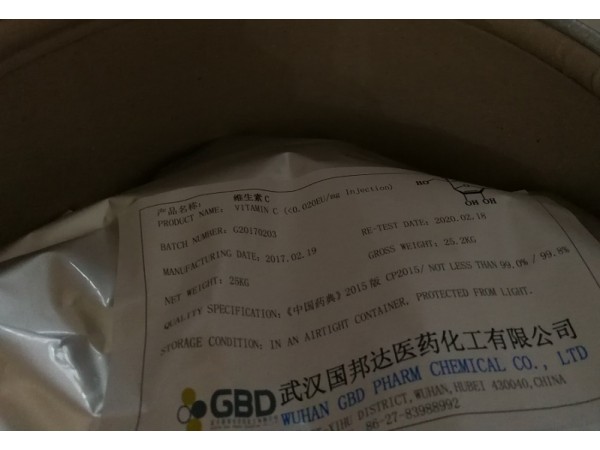 产品名称: 维生素C
PRODUCT NAME: VITAMIN C (<0.020EU/mg Injection)
HO
OH OH
BATCH NUMBER: G20170203
RE-TEST DATE: 2020.02.18
MANUFACTURING DATE: 2017.02.19
GROSS WEIGHT: 25.2KG
NET WEIGHT: 25KG
QUALITY SPECIFICATION:《中国药典》2015版 CP2015/ NOT LESS THAN 99.0% / 99.8%
STORAGE CONDITION: IN AN AIRTIGHT CONTAINER, PROTECTED FROM LIGHT.
GBD 武汉国邦达医药化工有限公司
WUHAN GBD PHARM CHEMICAL CO., LTD
DISTRICT, WUHAN, HUBEI 430040, CHINA
86-27-83988992